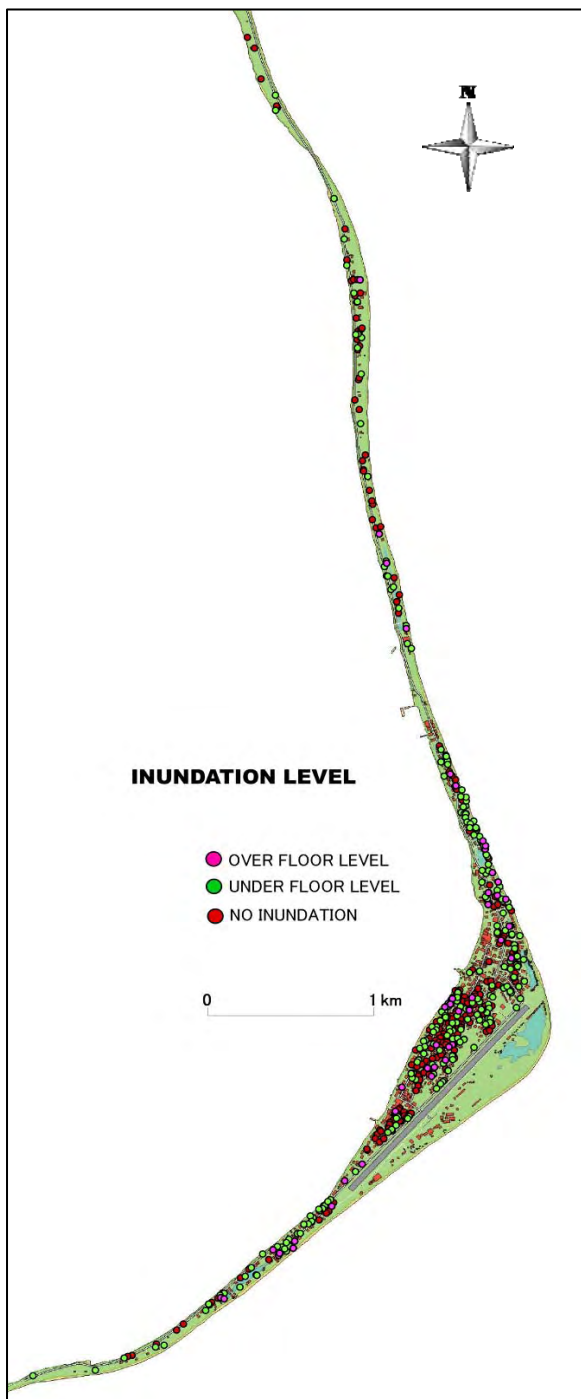 N
INUNDATION LEVEL
OVER FLOOR LEVEL
UNDER FLOOR LEVEL
NO INUNDATION
0 1 km